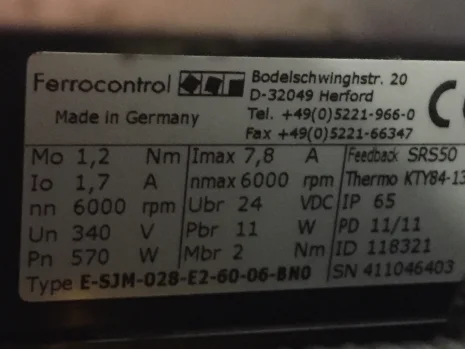 Ferrocontrol
Made in Germany
Bodelschwinghstr. 20
D-32049 Herford
Tel. +49(0)5221-966-0
Fax +49(0)5221-66347
CE
Mo 1,2 Nm Imax 7,8 A Feedback SRS50
Io 1,7 A nmax 6000 rpm Thermo KTY84-13
nn 6000 rpm Ubr 24 VDC IP 65
Un 340 V Pbr 11 W PD 11/11
Pn 570 W Mbr 2 Nm ID 118321
Type E-SJM-028-E2-60-06-BN0 SN 411046403